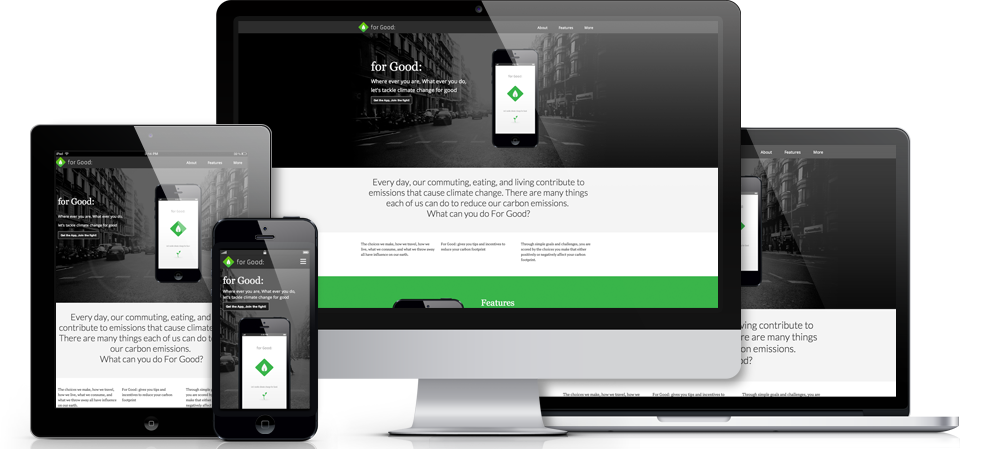 for Good:
About Features More
for Good:
Where ever you are, What ever you do,
let's tackle climate change for good
Get the App, Join the fight!
for Good:
Every day, our commuting, eating, and living contribute to
emissions that cause climate change. There are many things
each of us can do to reduce our carbon emissions.
What can you do For Good?
The choices we make, how we travel, how we
live, what we consume, and what we throw away
all have influence on our earth.
For Good: gives you tips and incentives to
reduce your carbon footprint
Through simple goals and challenges, you are
scored by the choices you make that either
positively or negatively affect your carbon
footprint.
Features
iPad
for Good:
About Features More
for Good:
Where ever you are, What ever you do,
let's tackle climate change for good
Get the App, Join the fight!
for Good:
Every day, our commuting, eating, and
contribute to emissions that cause climate
There are many things each of us can do to
our carbon emissions.
What can you do For Good?
The choices we make, how we travel, how
we live, what we consume, and what we
throw away all have influence
on our earth.
For Good: gives you tips and
incentives to reduce your carbon
footprint
Through simple
you are scored by
make that either
negatively affect
for Good:
for Good:
Where ever you are, What ever you do,
let's tackle climate change for good
Get the App, Join the fight!
for Good:
About Features More
living contribute to
are many things
emissions.
The choices we make, how we travel, how we
For Good: gives you tips and incentives to
Through simple goals and challenges, you are